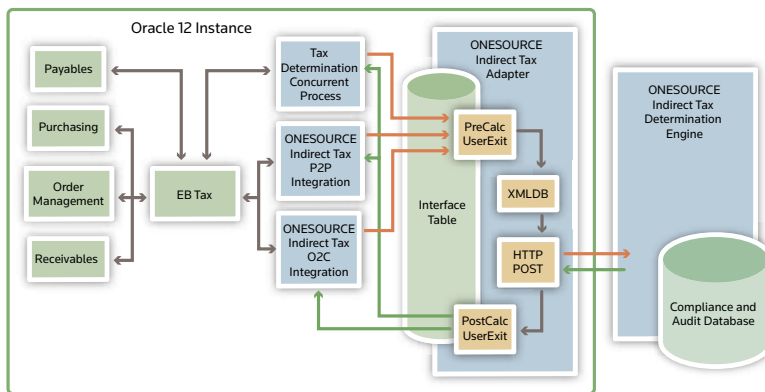 Oracle 12 Instance
Payables
Purchasing
Order
Management
Receivables
EB Tax
Tax
Determination
Concurrent
Process
ONESOURCE
Indirect Tax
P2P
Integration
ONESOURCE
Indirect Tax
O2C
Integration
Interface
Table
ONESOURCE
Indirect Tax
Adapter
PreCalc
UserExit
XMLDB
HTTP
POST
PostCalc
UserExit
ONESOURCE
Indirect Tax
Determination
Engine
Compliance and
Audit Database